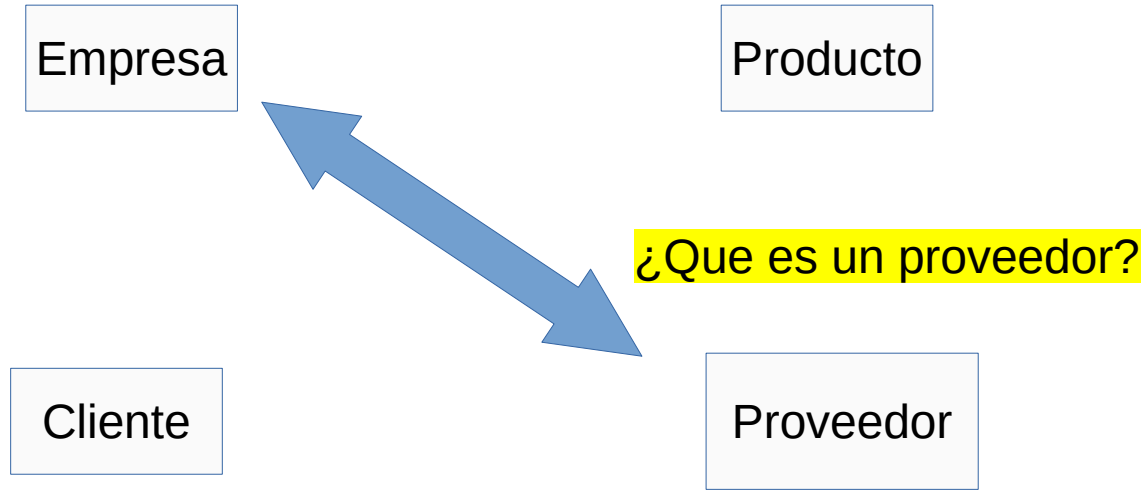 Empresa
Producto
¿Que es un proveedor?
Cliente
Proveedor